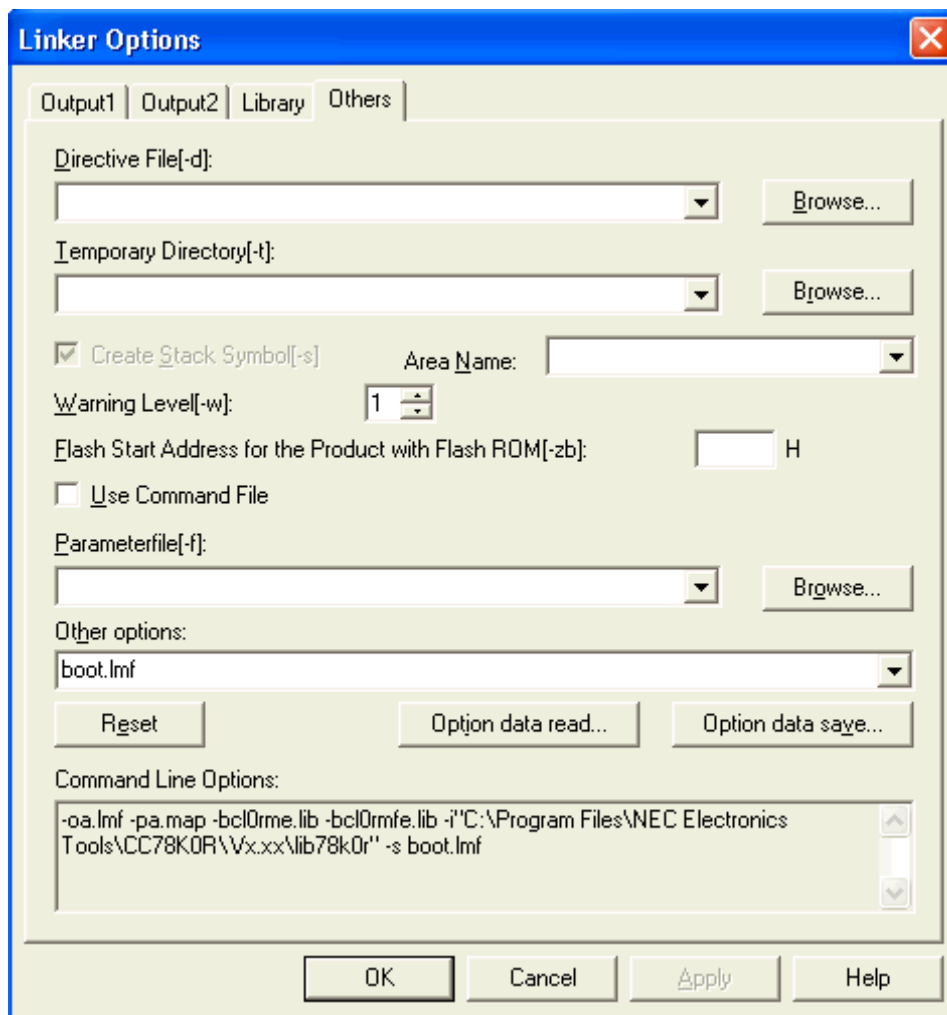 Linker Options
Output1 Output2 Library Others
Directive File[-d]:
Browse...
Temporary Directory[-t]:
Browse...
Create Stack Symbol[-s] Area Name:
Warning Level[-w]: 1
Flash Start Address for the Product with Flash ROM[-zb]: H
Use Command File
Parameterfile[-f]:
Browse...
Other options:
boot.lmf
Reset Option data read... Option data save...
Command Line Options:
-oa.lmf -pa.map -bcl0rme.lib -bcl0rmfe.lib -i"C:\Program Files\NEC Electronics
Tools\CC78K0R\Vx.xx\lib78k0r" -s boot.lmf
OK Cancel Apply Help